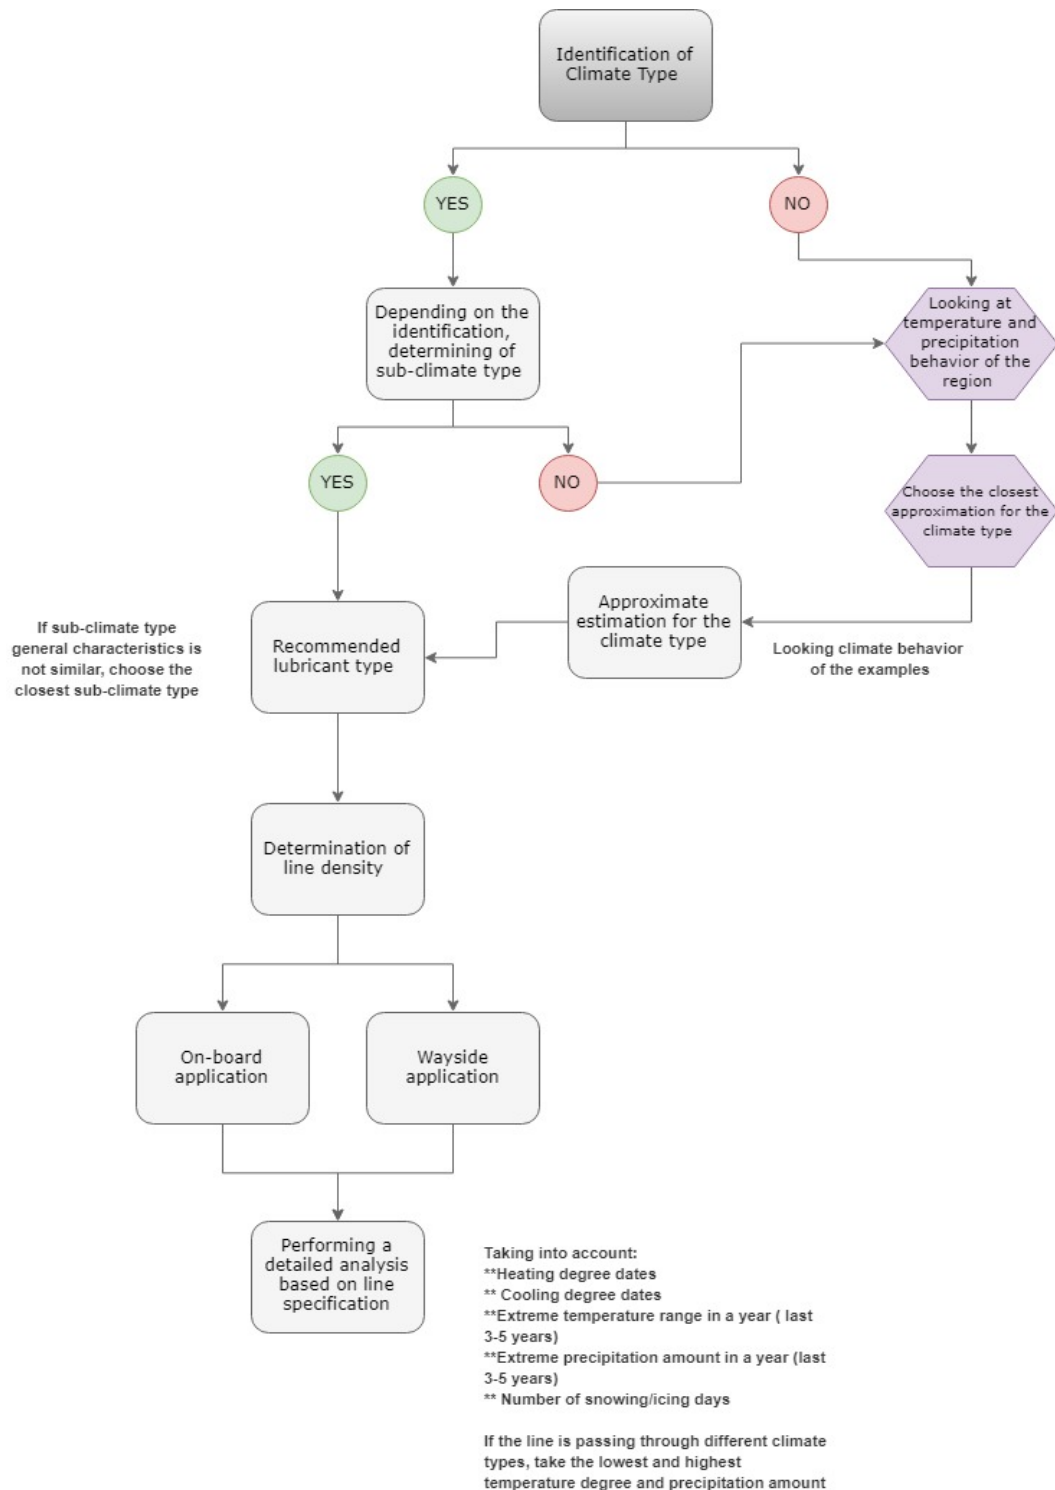 Identification of
Climate Type
YES
NO
Depending on the
identification,
determining of
sub-climate type
Looking at
temperature and
precipitation
behavior of the
region
YES
NO
Choose the closest
approximation for the
climate type
Approximate
estimation for the
climate type
If sub-climate type
general characteristics is
not similar, choose the
closest sub-climate type
Recommended
lubricant type
Looking climate behavior
of the examples
Determination of
line density
On-board
application
Wayside
application
Performing a
detailed analysis
based on line
specification
Taking into account:
**Heating degree dates
** Cooling degree dates
**Extreme temperature range in a year ( last
3-5 years)
**Extreme precipitation amount in a year (last
3-5 years)
** Number of snowing/icing days
If the line is passing through different climate
types, take the lowest and highest
temperature degree and precipitation amount